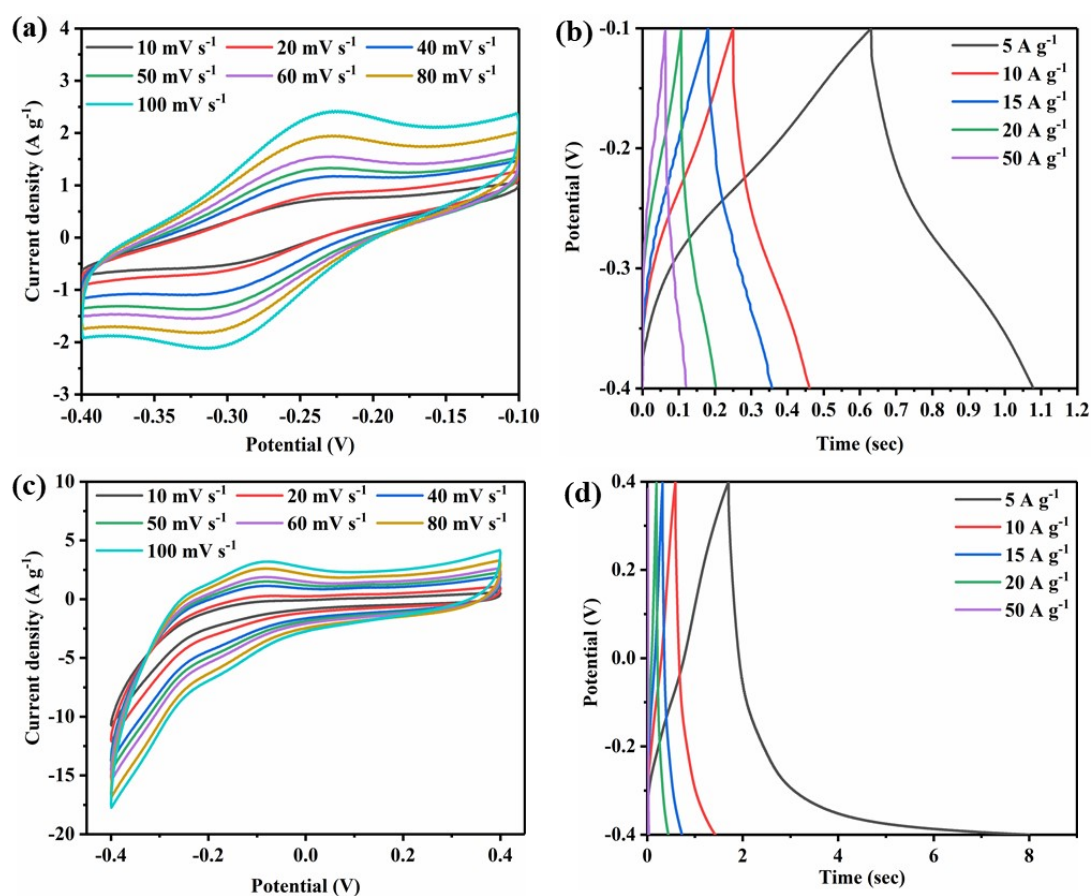 (a)
10 mV s⁻¹ 20 mV s⁻¹ 40 mV s⁻¹
50 mV s⁻¹ 60 mV s⁻¹ 80 mV s⁻¹
100 mV s⁻¹
Current density (A g⁻¹)
4
3
2
1
0
-1
-2
-3
-0.40 -0.35 -0.30 -0.25 -0.20 -0.15 -0.10
Potential (V)
(b)
5 A g⁻¹
10 A g⁻¹
15 A g⁻¹
20 A g⁻¹
50 A g⁻¹
Potential (V)
-0.1
-0.2
-0.3
-0.4
0.0 0.1 0.2 0.3 0.4 0.5 0.6 0.7 0.8 0.9 1.0 1.1 1.2
Time (sec)
(c)
10 mV s⁻¹ 20 mV s⁻¹ 40 mV s⁻¹
50 mV s⁻¹ 60 mV s⁻¹ 80 mV s⁻¹
100 mV s⁻¹
Current density (A g⁻¹)
10
5
0
-5
-10
-15
-20
-0.4 -0.2 0.0 0.2 0.4
Potential (V)
(d)
5 A g⁻¹
10 A g⁻¹
15 A g⁻¹
20 A g⁻¹
50 A g⁻¹
Potential (V)
0.4
0.4
0.0
-0.2
-0.4
0 2 4 6 8
Time (sec)